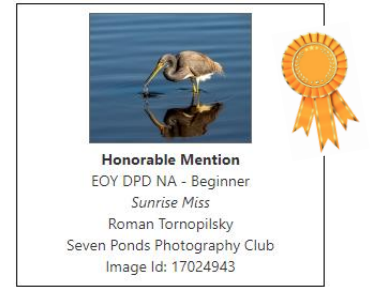 Honorable Mention
EOY DPD NA - Beginner
Sunrise Miss
Roman Tornopilsky
Seven Ponds Photography Club
Image Id: 17024943